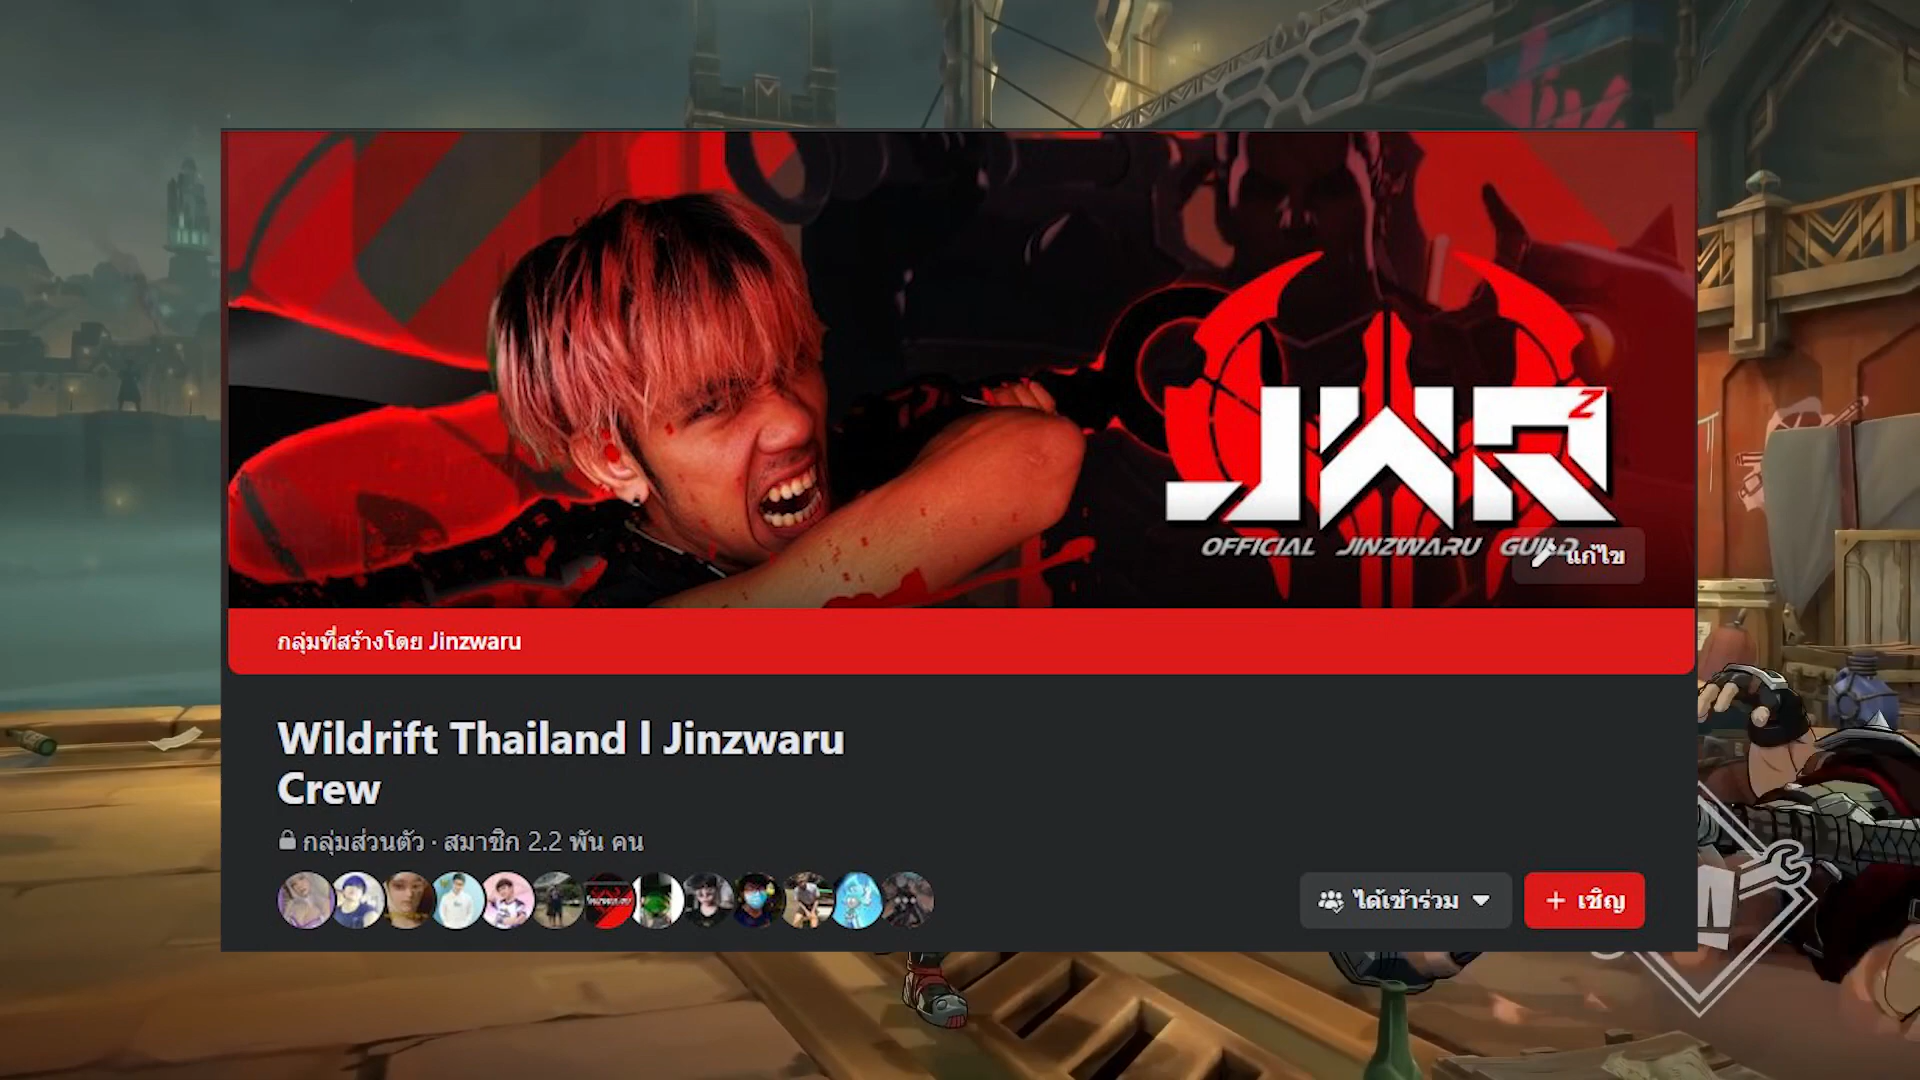 JWR
Z
OFFICIAL JINZWARU GUILD
แก้ไข
กลุ่มที่สร้างโดย Jinzwaru
Wildrift Thailand l Jinzwaru
Crew
กลุ่มส่วนตัว · สมาชิก 2.2 พัน คน
ได้เข้าร่วม
+ เชิญ